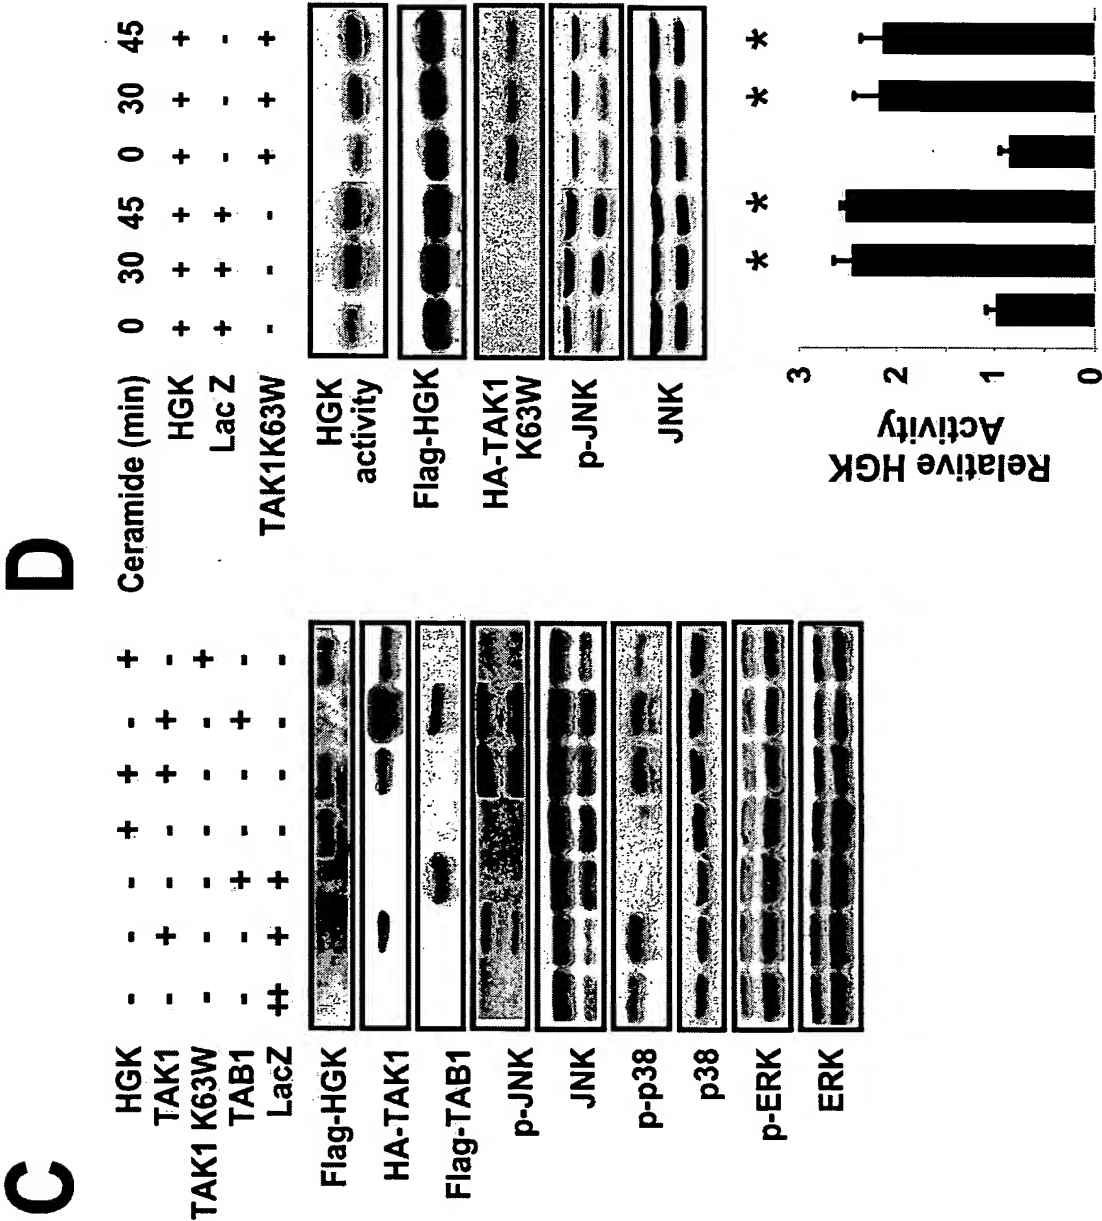 C
HGK - - - + + - +
TAK1 - + - - + + -
TAK1 K63W - - - - - - +
TAB1 - - + - - + -
LacZ ++ + + - - - -
Flag-HGK
HA-TAK1
Flag-TAB1
p-JNK
JNK
p-p38
p38
p-ERK
ERK
D
Ceramide (min) 0 30 45 0 30 45
HGK + + + + + +
Lac Z + + + - - -
TAK1K63W - - - + + +
HGK
activity
Flag-HGK
HA-TAK1
K63W
p-JNK
JNK
* * * *
Relative HGK
Activity
3
2
1
0